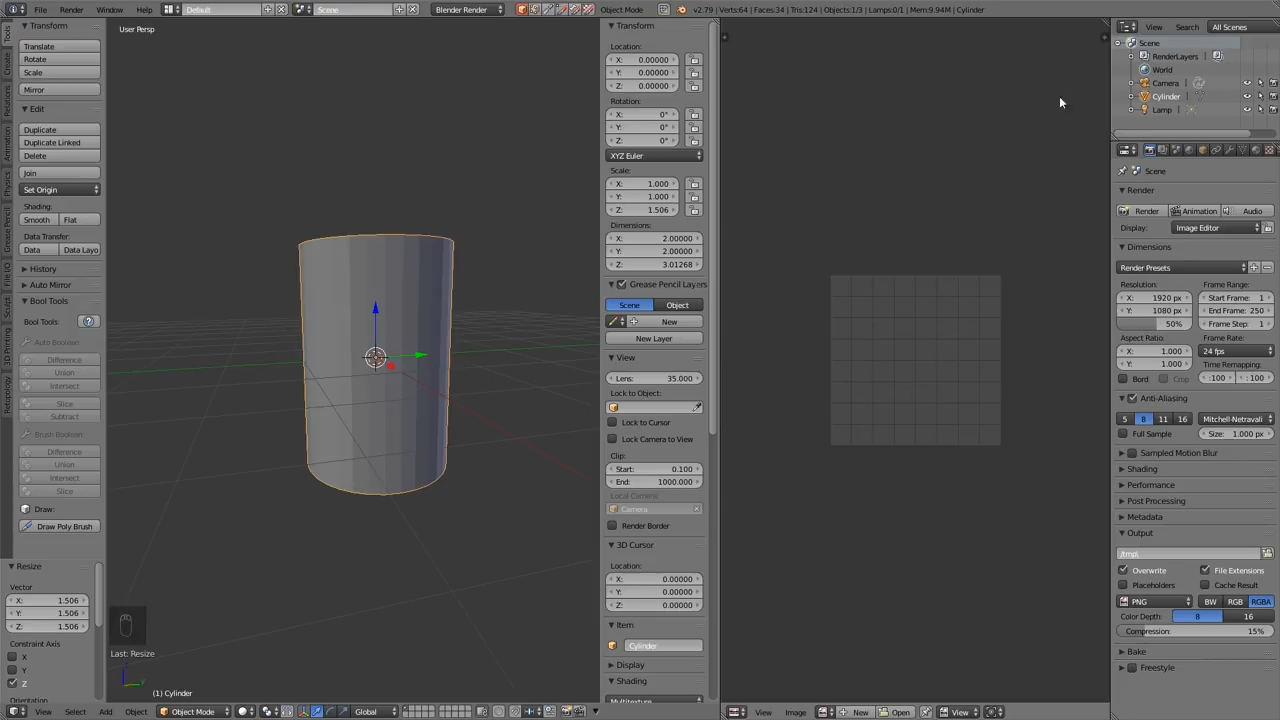 File Render Window Help Default Scene Blender Render Object Mode v2.79 | Verts:64 | Faces:34 | Tris:124 | Objects:1/3 | Lamps:0/1 | Mem:9.94M | Cylinder
Transform
Translate
Rotate
Scale
Mirror
Edit
Duplicate
Duplicate Linked
Delete
Join
Set Origin
Shading:
Smooth Flat
Data Transfer:
Data Data Layo
History
Auto Mirror
Bool Tools
Bool Tools:
Auto Boolean
Difference
Union
Intersect
Slice
Subtract
Brush Boolean
Difference
Union
Intersect
Slice
Draw:
Draw Poly Brush
Tools
Create
Relations
Animation
Physics
Grease Pencil
File I/O
Sculpt
3D Printing
Retopology
Resize
Vector
X: 1.506
Y: 1.506
Z: 1.506
Constraint Axis
X
Y
Z
Orientation
User Persp
Last: Resize
(1) Cylinder
View Select Add Object Object Mode Global
Transform
Location:
X: 0.00000
Y: 0.00000
Z: 0.00000
Rotation:
X: 0°
Y: 0°
Z: 0°
XYZ Euler
Scale:
X: 1.000
Y: 1.000
Z: 1.506
Dimensions:
X: 2.00000
Y: 2.00000
Z: 3.01268
Grease Pencil Layers
Scene Object
New
New Layer
View
Lens: 35.000
Lock to Object:
Lock to Cursor
Lock Camera to View
Clip:
Start: 0.100
End: 1000.000
Local Camera:
Camera
Render Border
3D Cursor
Location:
X: 0.00000
Y: 0.00000
Z: 0.00000
Item
Cylinder
Display
Shading
Multitexture
View Image New Open View
View Search All Scenes
Scene
RenderLayers
World
Camera
Cylinder
Lamp
Scene
Render
Render Animation Audio
Display: Image Editor
Dimensions
Render Presets
Resolution: Frame Range:
X: 1920 px Start Frame: 1
Y: 1080 px End Frame: 250
50% Frame Step: 1
Aspect Ratio: Frame Rate:
X: 1.000 24 fps
Y: 1.000 Time Remapping:
Bord Crop :100 :100
Anti-Aliasing
5 8 11 16 Mitchell-Netravali
Full Sample Size: 1.000 px
Sampled Motion Blur
Shading
Performance
Post Processing
Metadata
Output
/tmp\
Overwrite File Extensions
Placeholders Cache Result
PNG BW RGB RGBA
Color Depth: 8 16
Compression: 15%
Bake
Freestyle